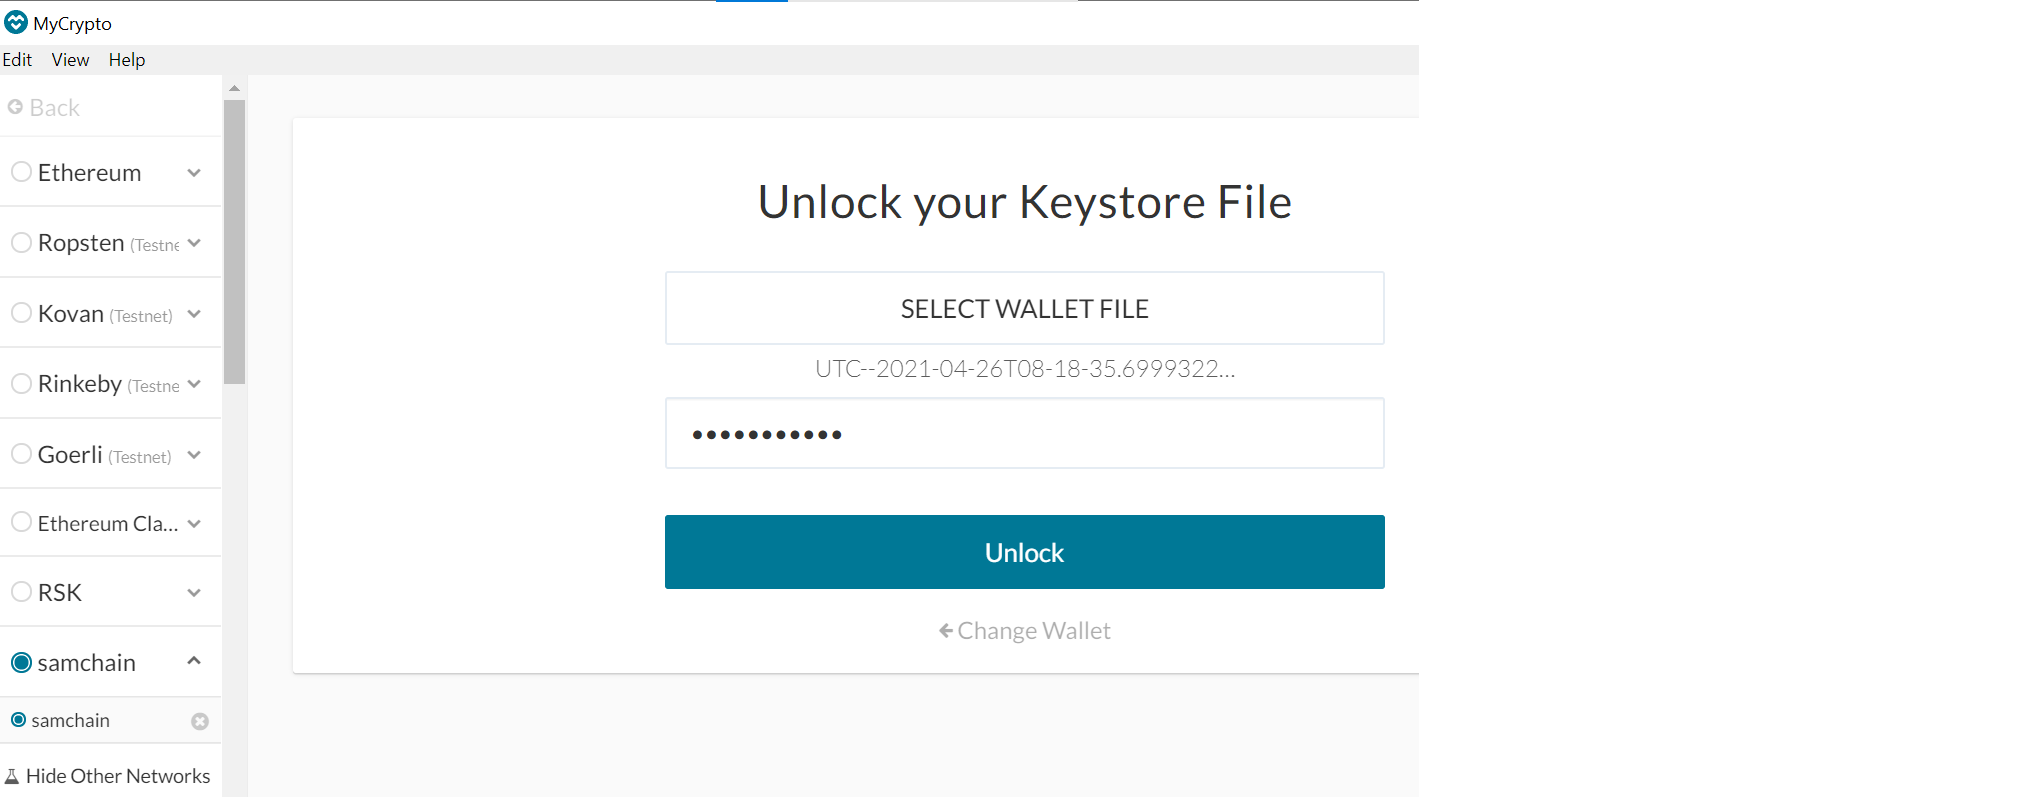 MyCrypto
Edit View Help
Back
Ethereum
Ropsten (Testne
Kovan (Testnet)
Rinkeby (Testne
Goerli (Testnet)
Ethereum Cla...
RSK
samchain
samchain
Hide Other Networks
Unlock your Keystore File
SELECT WALLET FILE
UTC--2021-04-26T08-18-35.6999322...
Unlock
Change Wallet